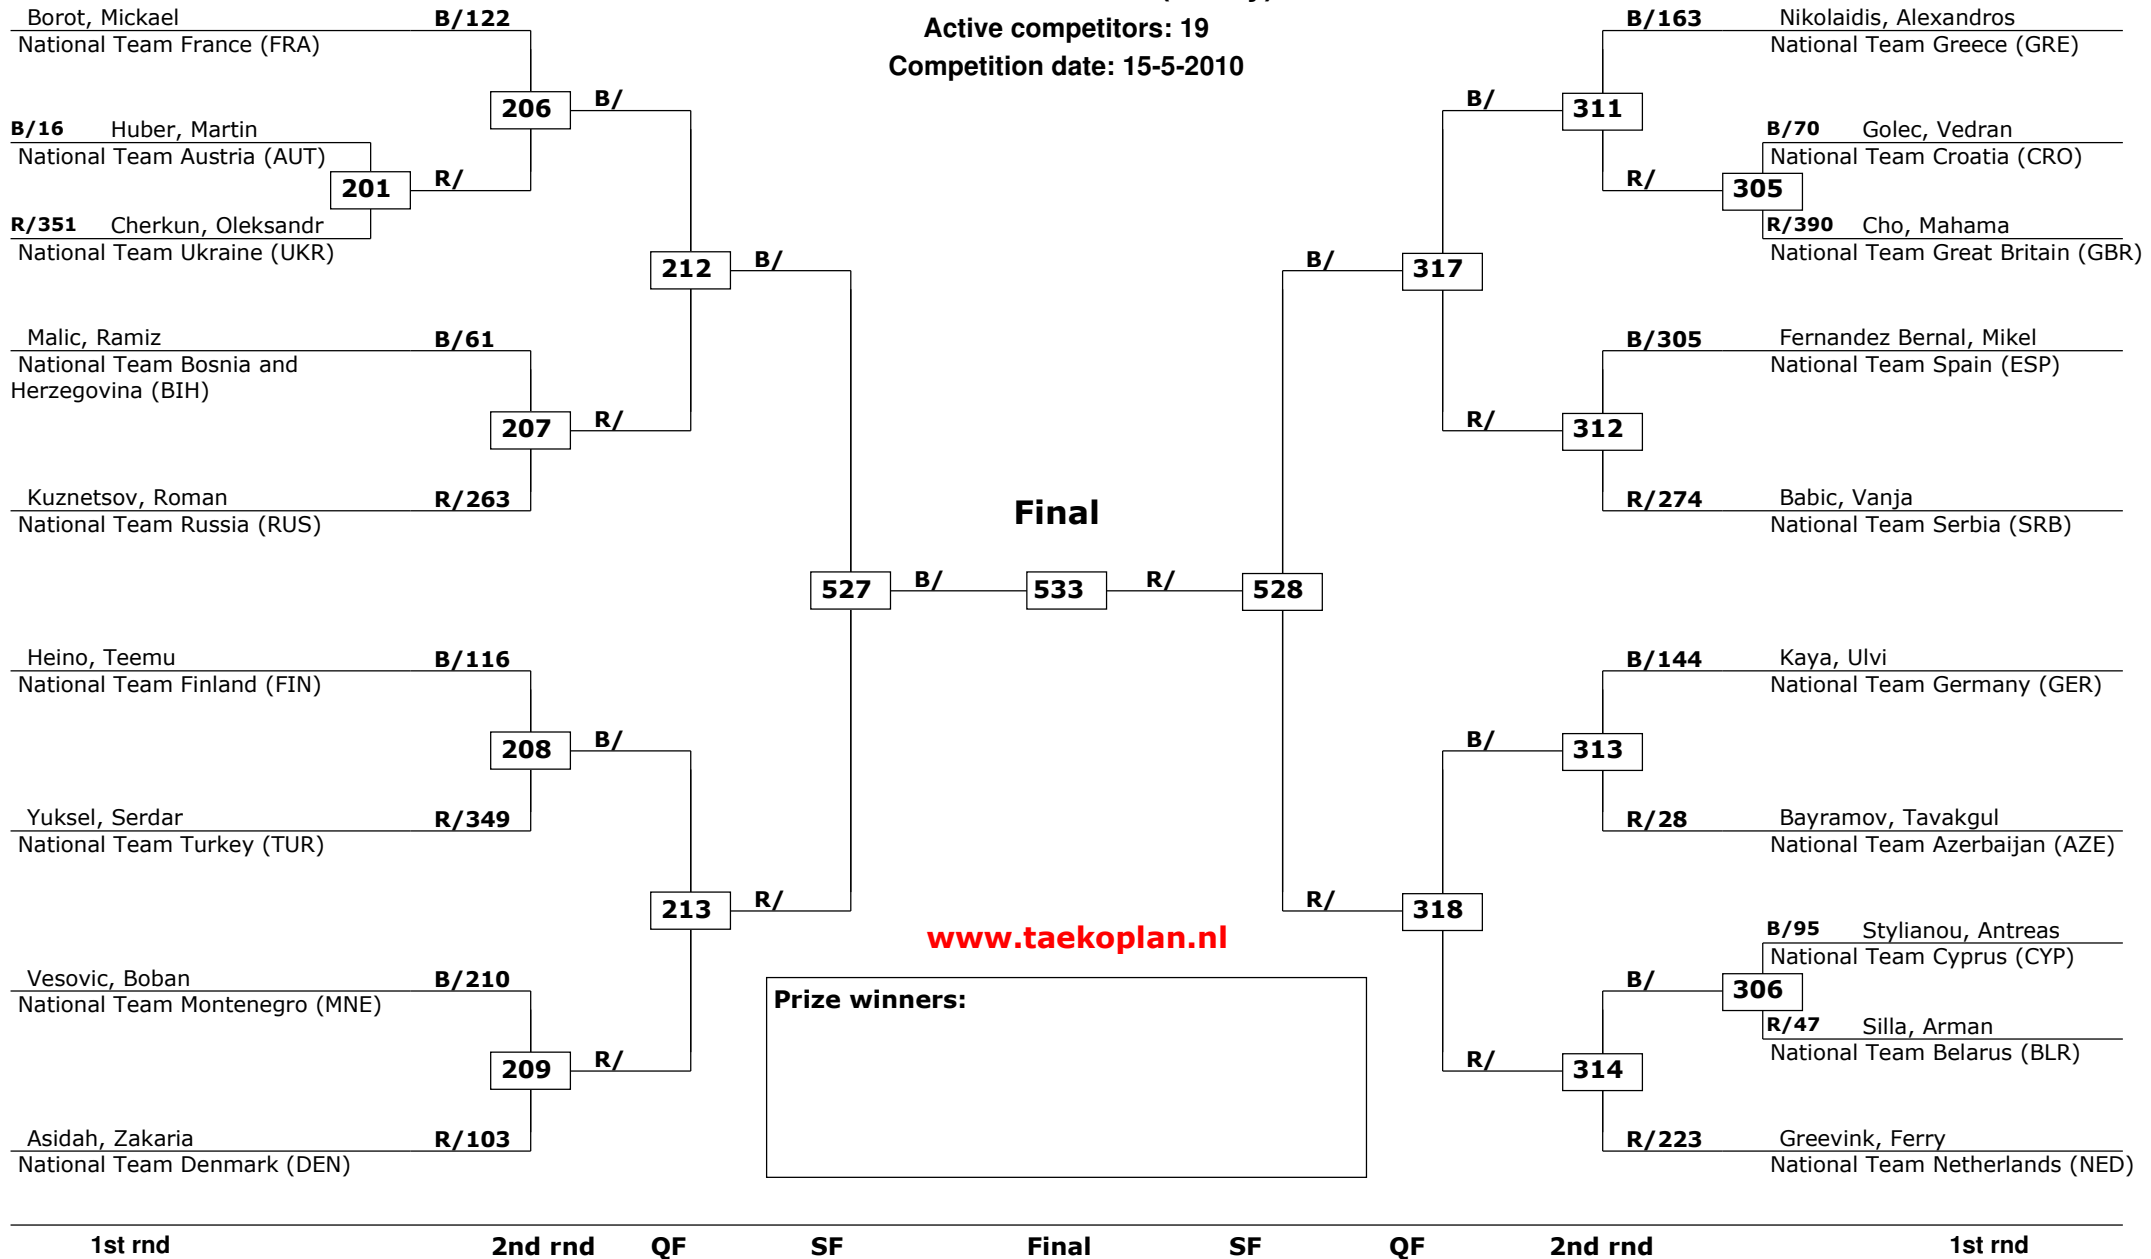 Active competitors: 19
Competition date: 15-5-2010
Borot, Mickael B/122
National Team France (FRA)
206 B/
B/16 Huber, Martin
National Team Austria (AUT)
201 R/
R/351 Cherkun, Oleksandr
National Team Ukraine (UKR)
212 B/
Malic, Ramiz B/61
National Team Bosnia and
Herzegovina (BIH)
207 R/
Kuznetsov, Roman R/263
National Team Russia (RUS)
Heino, Teemu B/116
National Team Finland (FIN)
208 B/
Yuksel, Serdar R/349
National Team Turkey (TUR)
213 R/
Vesovic, Boban B/210
National Team Montenegro (MNE)
209 R/
Asidah, Zakaria R/103
National Team Denmark (DEN)
Final
527 B/ 533 R/ 528
www.taekoplan.nl
Prize winners:
B/163 Nikolaidis, Alexandros
National Team Greece (GRE)
B/ 311
B/70 Golec, Vedran
National Team Croatia (CRO)
R/ 305
R/390 Cho, Mahama
National Team Great Britain (GBR)
B/ 317
B/305 Fernandez Bernal, Mikel
National Team Spain (ESP)
R/ 312
R/274 Babic, Vanja
National Team Serbia (SRB)
B/144 Kaya, Ulvi
National Team Germany (GER)
B/ 313
R/28 Bayramov, Tavakgul
National Team Azerbaijan (AZE)
R/ 318
B/95 Stylianou, Antreas
National Team Cyprus (CYP)
B/ 306
R/47 Silla, Arman
National Team Belarus (BLR)
R/ 314
R/223 Greevink, Ferry
National Team Netherlands (NED)
1st rnd 2nd rnd QF SF Final SF QF 2nd rnd 1st rnd